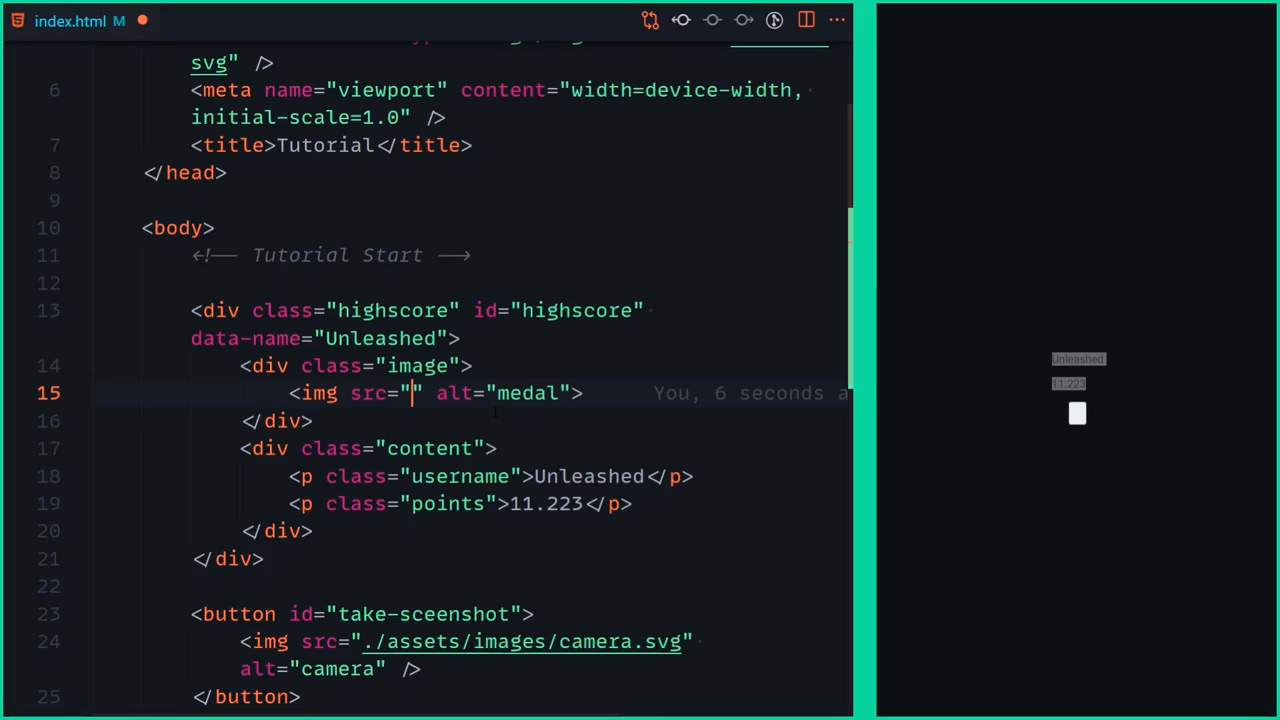 index.html M
svg" />
6 <meta name="viewport" content="width=device-width,
initial-scale=1.0" />
7 <title>Tutorial</title>
8 </head>
9
10 <body>
11 <!-- Tutorial Start -->
12
13 <div class="highscore" id="highscore"
data-name="Unleashed">
14 <div class="image">
15 <img src="" alt="medal"> You, 6 seconds a
16 </div>
17 <div class="content">
18 <p class="username">Unleashed</p>
19 <p class="points">11.223</p>
20 </div>
21 </div>
22
23 <button id="take-sceenshot">
24 <img src="./assets/images/camera.svg"
alt="camera" />
25 </button>
Unleashed
11.223